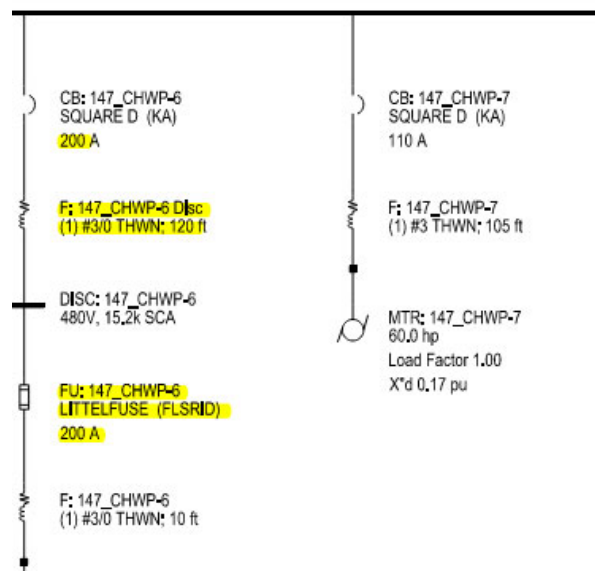 CB: 147_CHWP-6
SQUARE D (KA)
200 A
F: 147_CHWP-6 Disc
(1) #3/0 THWN; 120 ft
DISC: 147_CHWP-6
480V, 15.2k SCA
FU: 147_CHWP-6
LITTELFUSE (FLSRID)
200 A
F: 147_CHWP-6
(1) #3/0 THWN; 10 ft
CB: 147_CHWP-7
SQUARE D (KA)
110 A
F: 147_CHWP-7
(1) #3 THWN; 105 ft
MTR: 147_CHWP-7
60.0 hp
Load Factor 1.00
X"d 0.17 pu